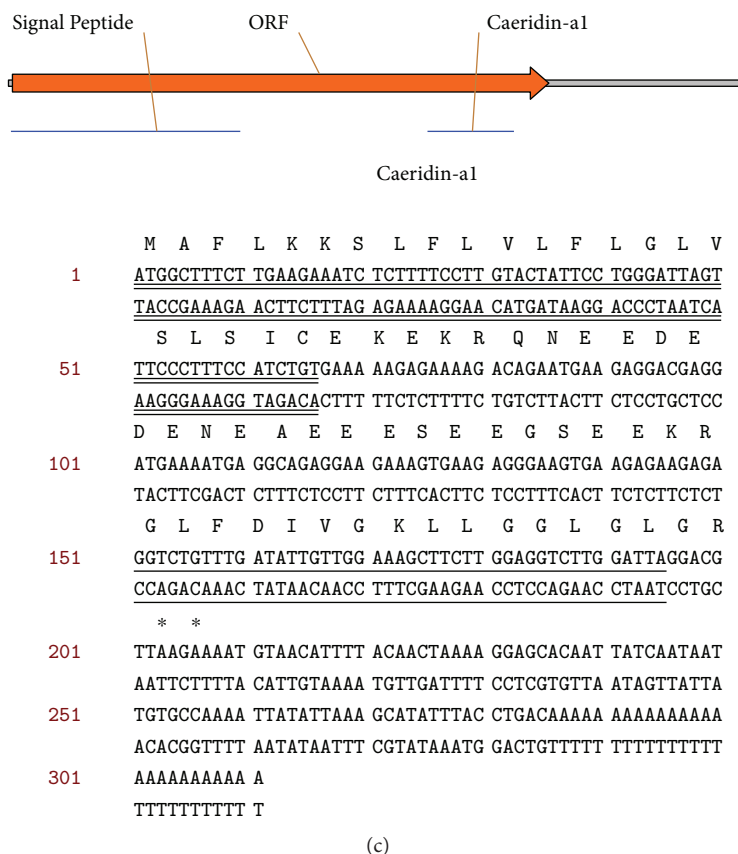 Signal Peptide ORF Caeridin-a1
Caeridin-a1
M A F L K K S L F L V L F L G L V
1 ATGGCTTTCT TGAAGAAATC TCTTTTCCTT GTACTATTCC TGGGATTAGT
TACCGAAAGA ACTTCTTTAG AGAAAAGGAA CATGATAAGG ACCCTAATCA
S L S I C E K E K R Q N E E D E
51 TTCCCTTTCC ATCTGTGAAA AAGAGAAAAG ACAGAATGAA GAGGACGAGG
AAGGGAAAGG TAGACACTTT TTCTCTTTTC TGTCTTACTT CTCCTGCTCC
D E N E A E E E S E E G S E E K R
101 ATGAAAATGA GGCAGAGGAA GAAAGTGAAG AGGGAAGTGA AGAGAAGAGA
TACTTCGACT CTTTCTCCTT CTTTCACTTC TCCTTTCACT TCTCTTCTCT
G L F D I V G K L L G G L G L G R
151 GGTCTGTTTG ATATTGTTGG AAAGCTTCTT GGAGGTCTTG GATTAGGACG
CCAGACAAAC TATAACAACC TTTCGAAGAA CCTCCAGAAC CTAATCCTGC
* *
201 TTAAGAAAAT GTAACATTTT ACAACTAAAA GGAGCACAAT TATCAATAAT
AATTCTTTTA CATTGTAAAA TGTTGATTTT CCTCGTGTTA ATAGTTATTA
251 TGTGCCAAAA TTATATTAAA GCATATTTAC CTGACAAAAA AAAAAAAAAA
ACACGGTTTT AATATAATTT CGTATAAATG GACTGTTTTT TTTTTTTTTT
301 AAAAAAAAAA A
TTTTTTTTTT T
(c)